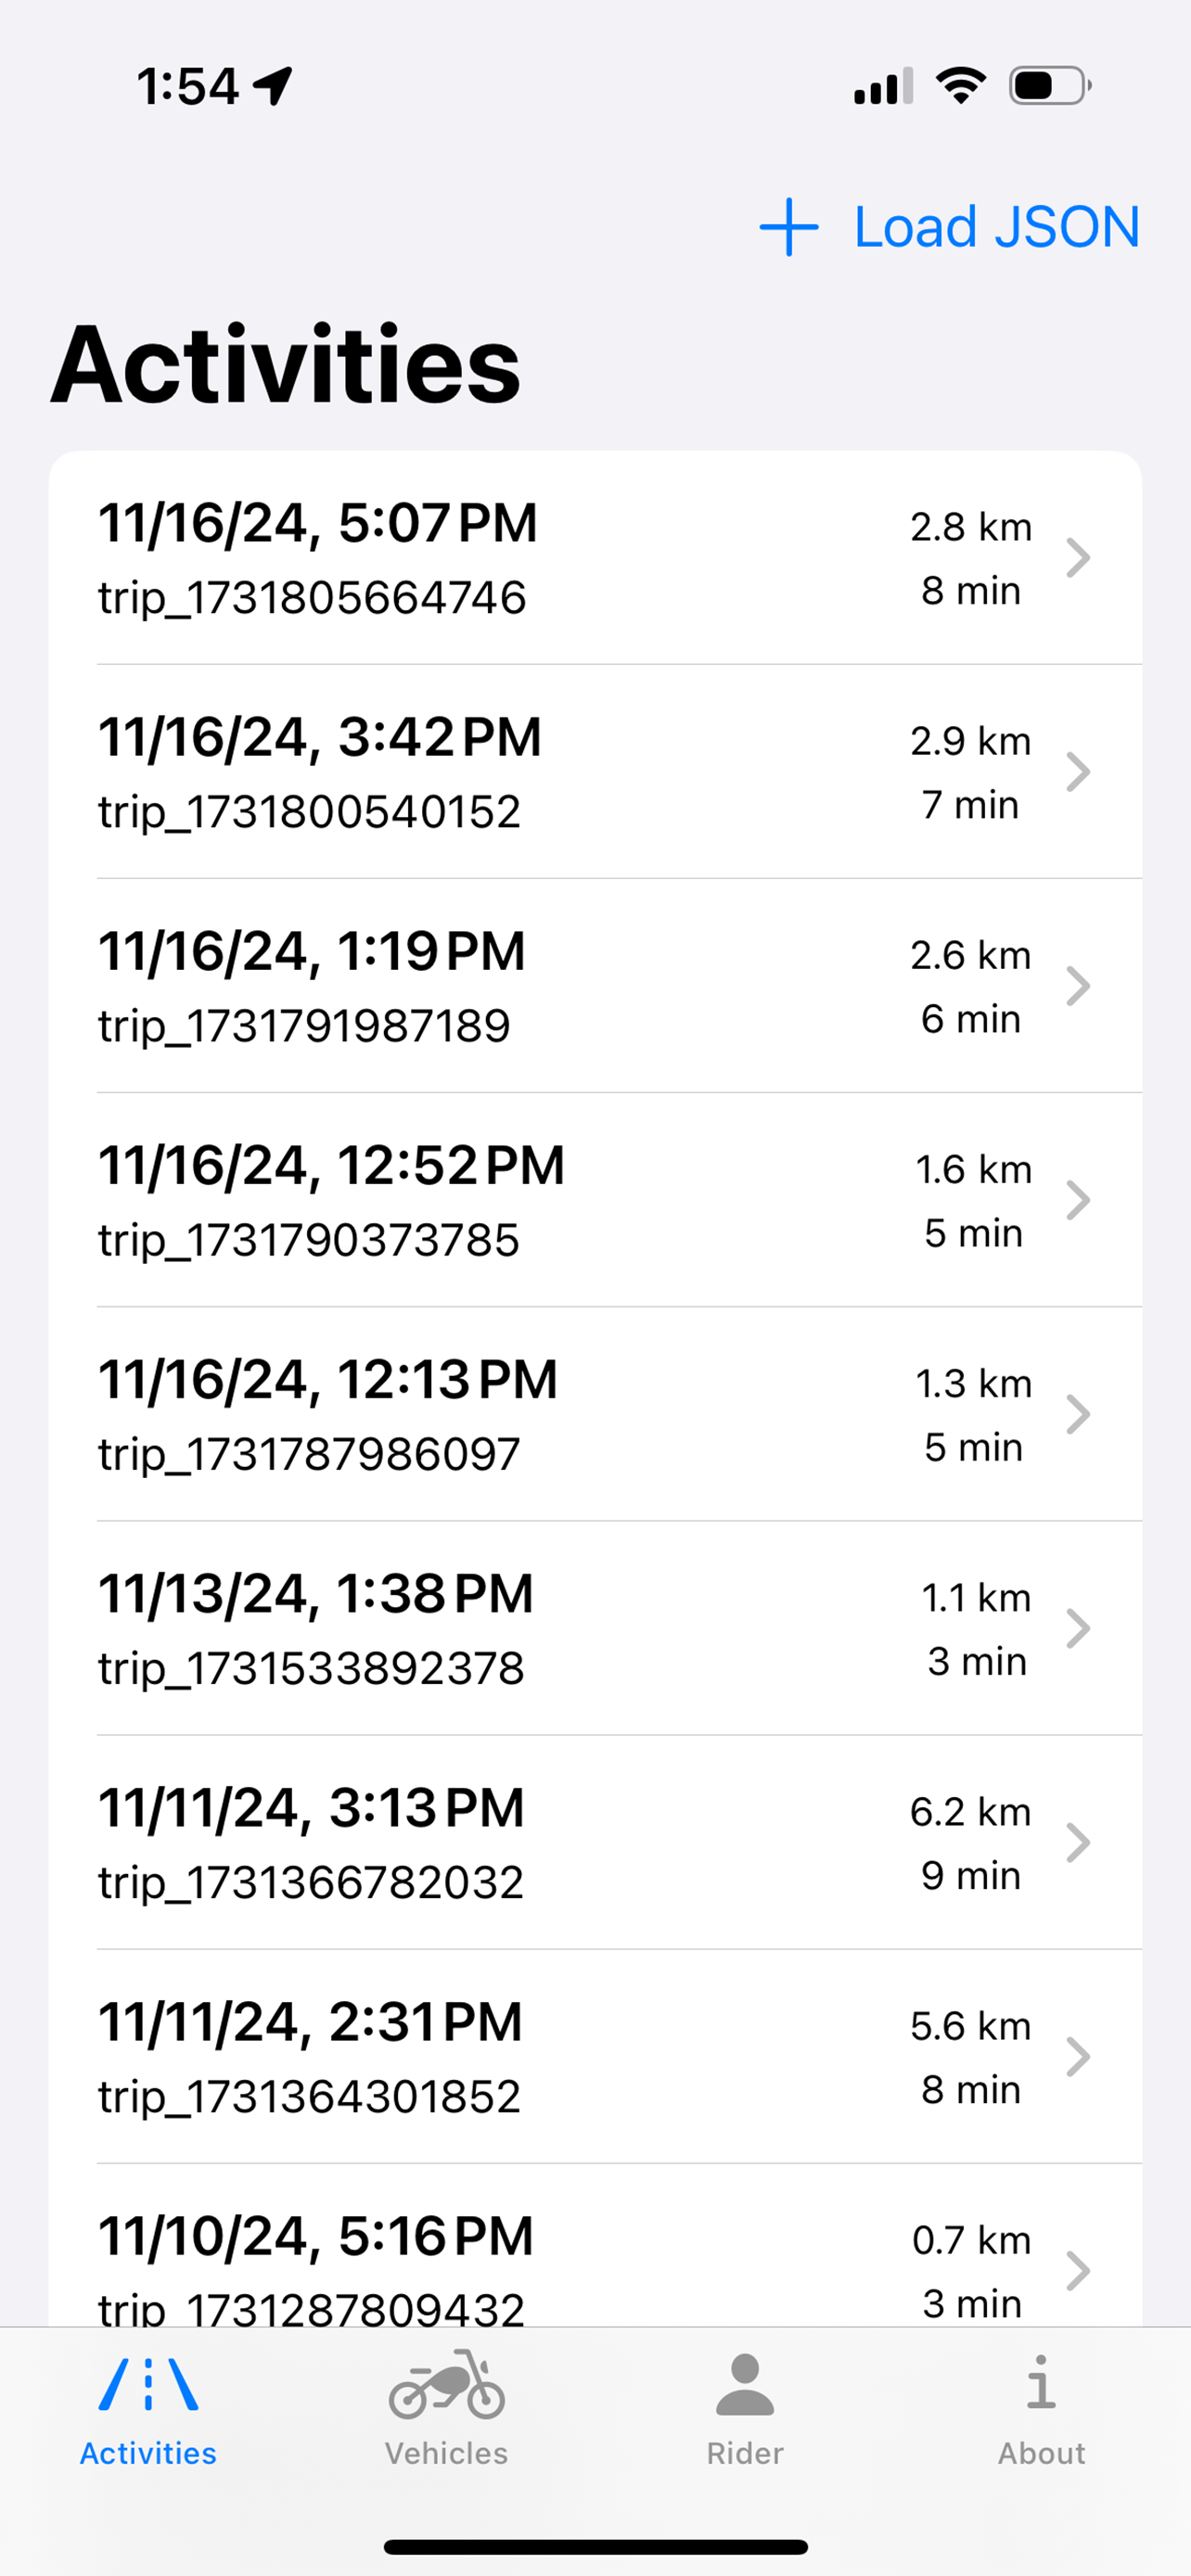 1:54
Load JSON
Activities
11/16/24, 5:07 PM
2.8 km
trip_1731805664746
8 min
11/16/24, 3:42 PM
2.9 km
trip_1731800540152
7 min
11/16/24, 1:19 PM
2.6 km
trip_1731791987189
6 min
11/16/24, 12:52 PM
1.6 km
trip_1731790373785
5 min
11/16/24, 12:13 PM
1.3 km
trip_1731787986097
5 min
11/13/24, 1:38 PM
1.1 km
trip_1731533892378
3 min
11/11/24, 3:13 PM
6.2 km
trip_1731366782032
9 min
11/11/24, 2:31 PM
5.6 km
trip_1731364301852
8 min
11/10/24, 5:16 PM
0.7 km
trip_1731287809432
3 min
Activities
Vehicles
Rider
About